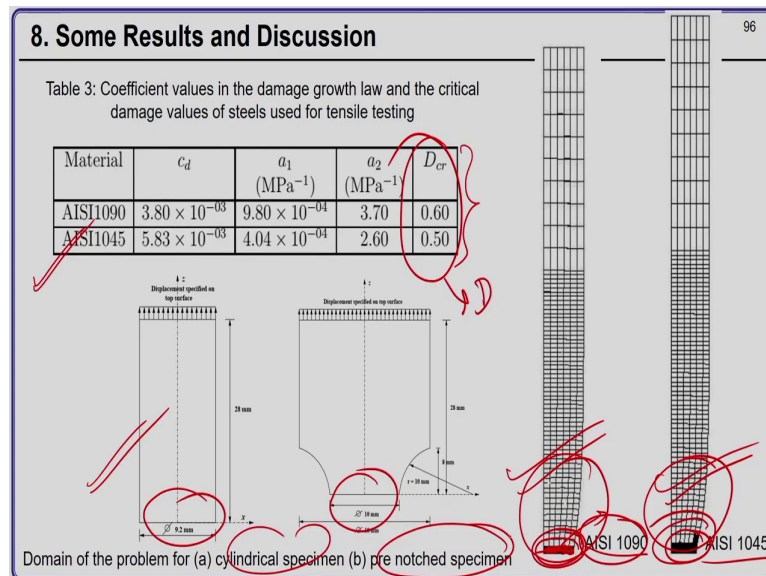 8. Some Results and Discussion
96
Table 3: Coefficient values in the damage growth law and the critical
damage values of steels used for tensile testing
Material c_d a_1 a_2 D_cr
(MPa⁻¹) (MPa⁻¹)
AISI1090 3.80 × 10⁻⁰³ 9.80 × 10⁻⁰⁴ 3.70 0.60
AISI1045 5.83 × 10⁻⁰³ 4.04 × 10⁻⁰⁴ 2.60 0.50
D
z
Displacement specified on
top surface
28 mm
x
∅ 9.2 mm
z
Displacement specified on top surface
28 mm
8 mm
r = 10 mm
x
∅ 10 mm
AISI 1090
AISI 1045
Domain of the problem for (a) cylindrical specimen (b) pre notched specimen